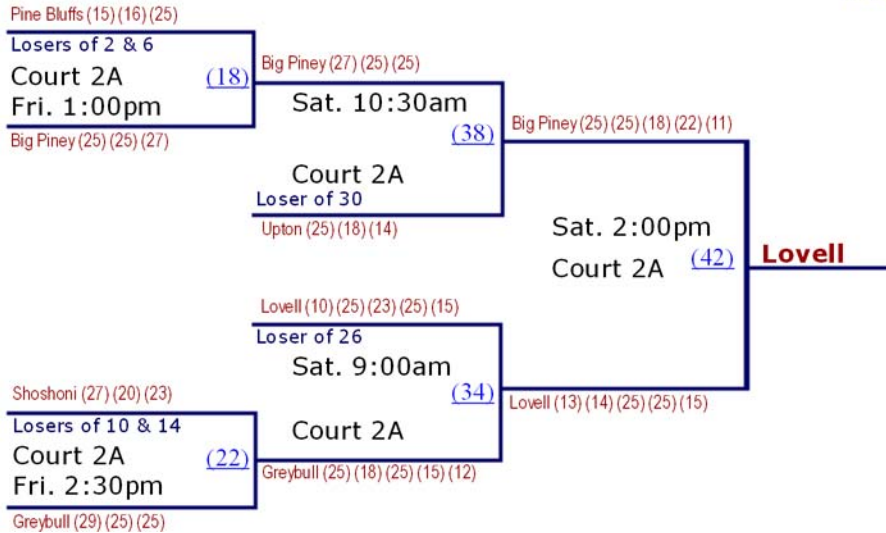 Pine Bluffs (15) (16) (25)
Losers of 2 & 6
Court 2A
(18)
Fri. 1:00pm
Big Piney (25) (25) (27)
Big Piney (27) (25) (25)
Sat. 10:30am
(38)
Court 2A
Loser of 30
Upton (25) (18) (14)
Big Piney (25) (25) (18) (22) (11)
Sat. 2:00pm
Court 2A
(42)
Lovell
Lovell (10) (25) (23) (25) (15)
Loser of 26
Sat. 9:00am
(34)
Court 2A
Greybull (25) (18) (25) (15) (12)
Lovell (13) (14) (25) (25) (15)
Shoshoni (27) (20) (23)
Losers of 10 & 14
Court 2A
(22)
Fri. 2:30pm
Greybull (29) (25) (25)